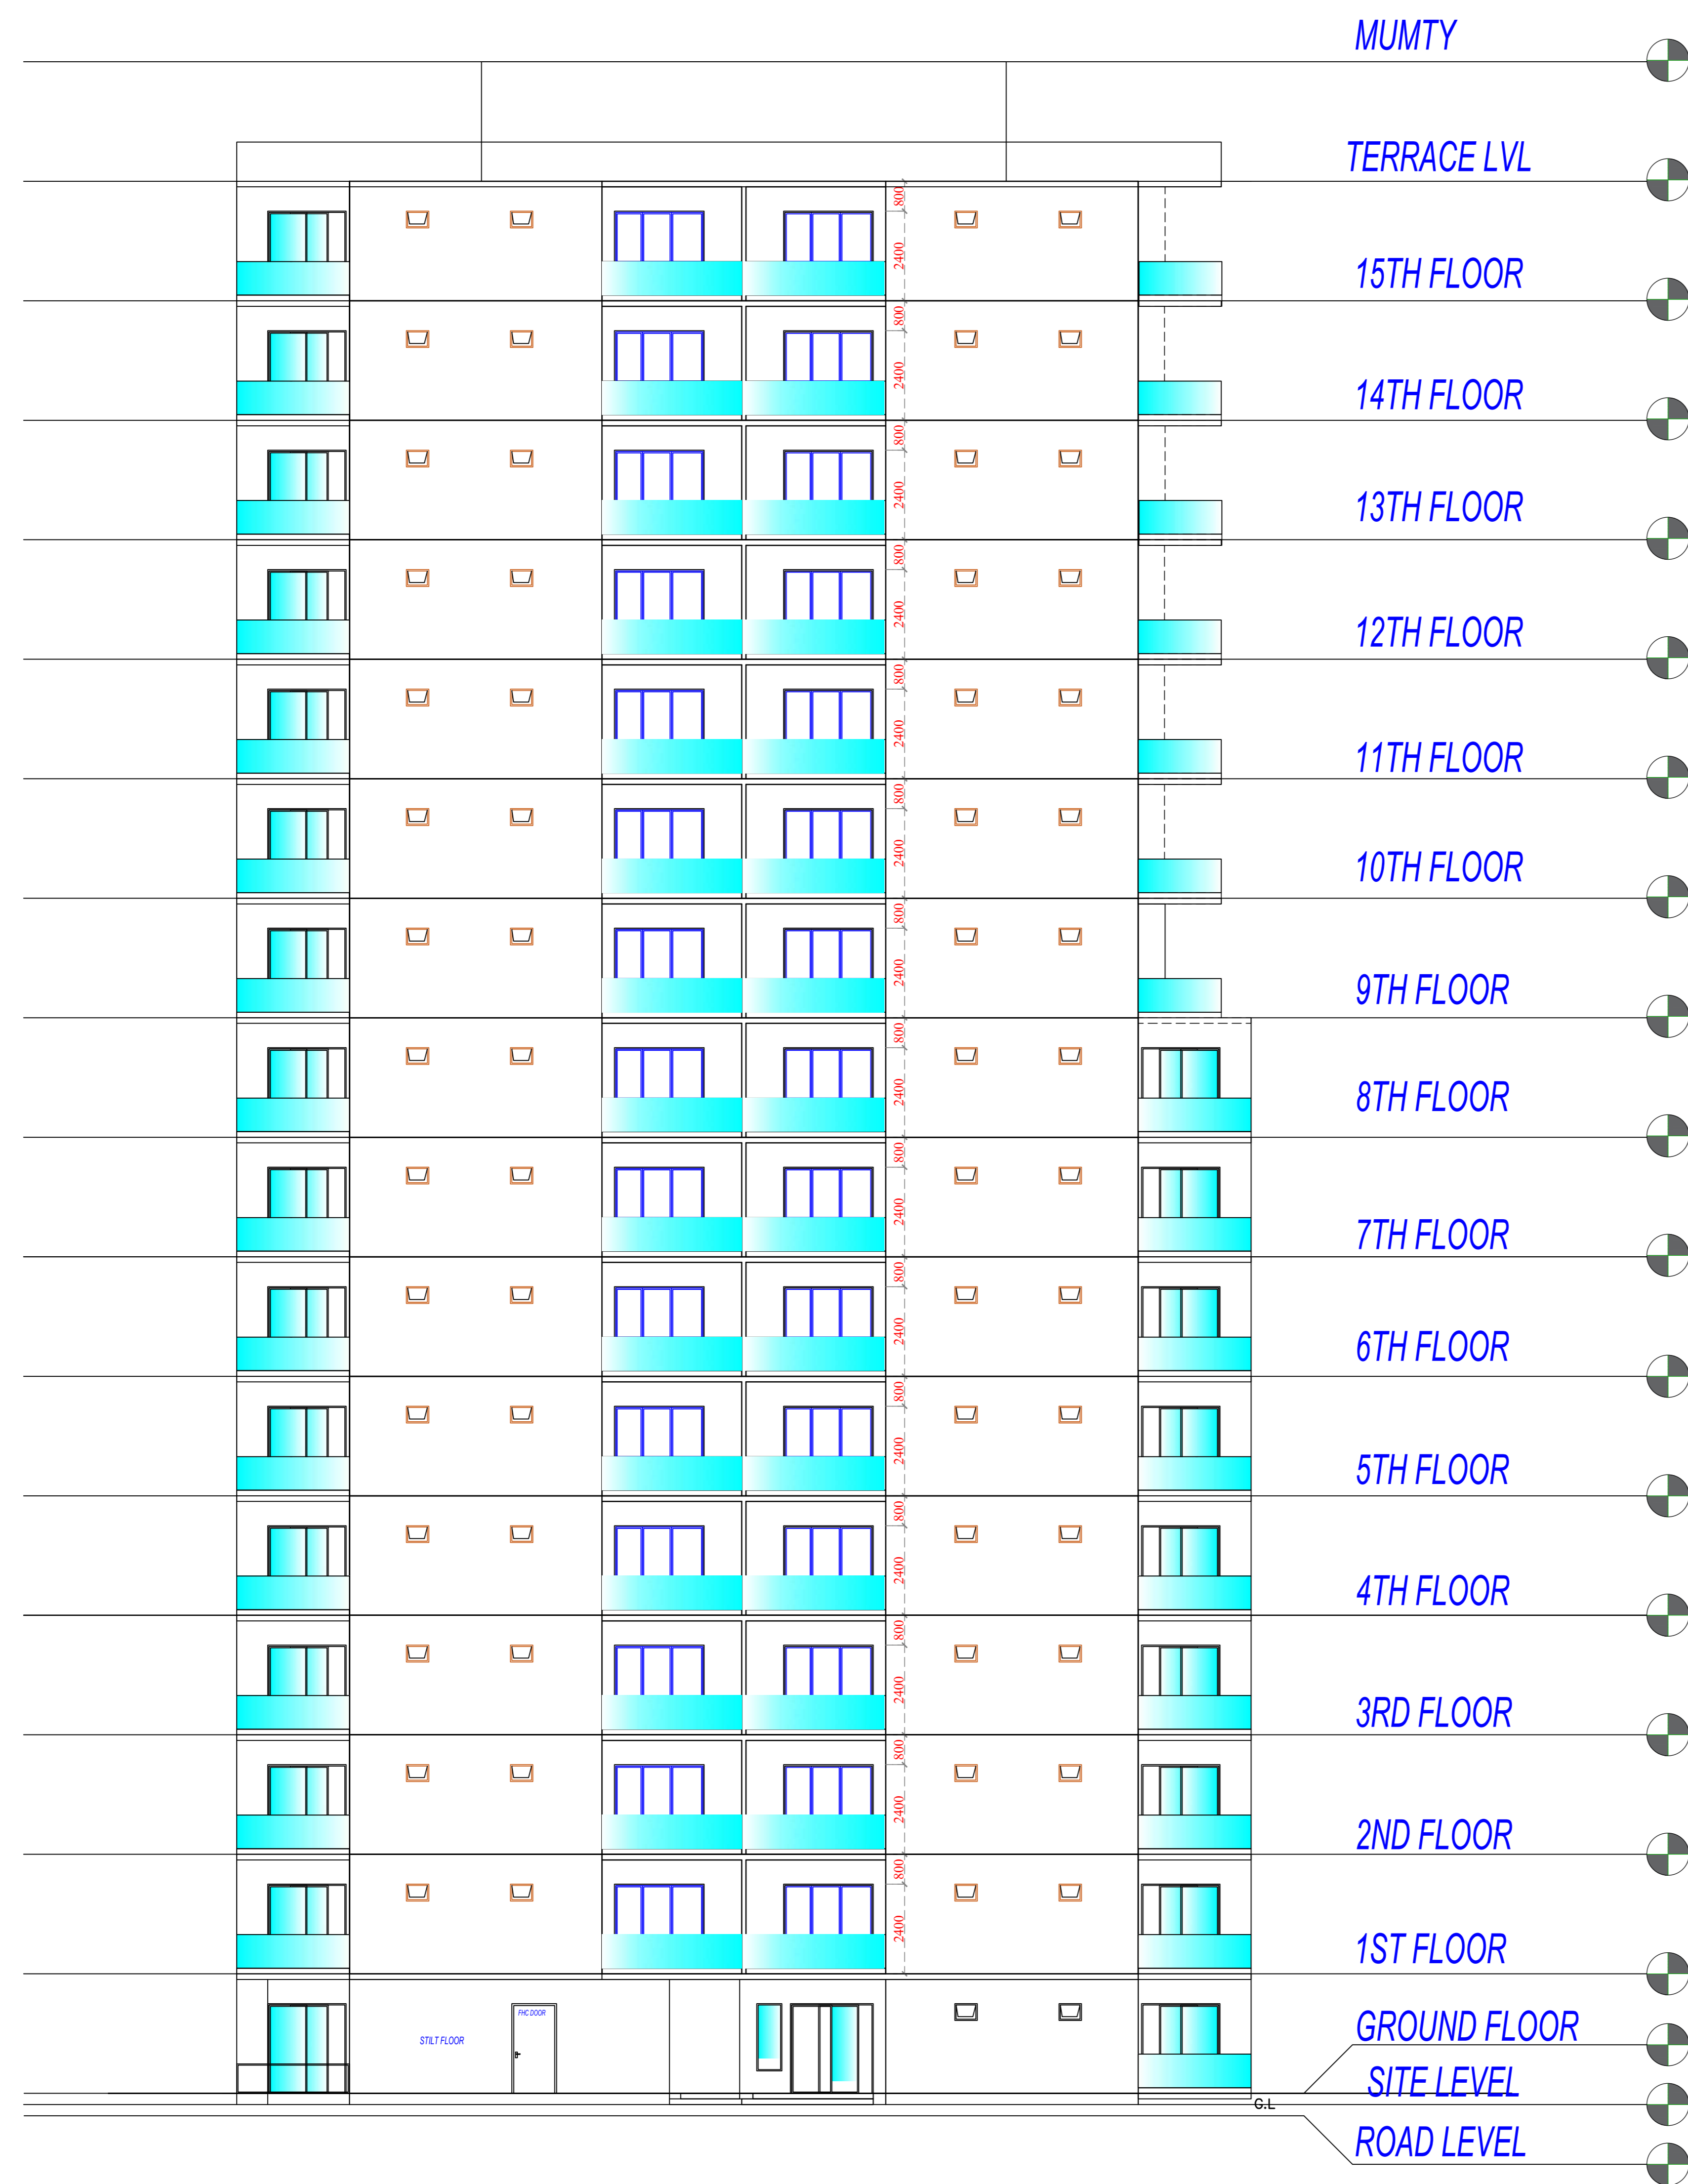 MUMTY
TERRACE LVL
800
2400
15TH FLOOR
800
2400
14TH FLOOR
800
2400
13TH FLOOR
800
2400
12TH FLOOR
800
2400
11TH FLOOR
800
2400
10TH FLOOR
800
2400
9TH FLOOR
800
2400
8TH FLOOR
800
2400
7TH FLOOR
800
2400
6TH FLOOR
800
2400
5TH FLOOR
800
2400
4TH FLOOR
800
2400
3RD FLOOR
800
2400
2ND FLOOR
800
2400
1ST FLOOR
FHC DOOR
STILT FLOOR
GROUND FLOOR
SITE LEVEL
G.L
ROAD LEVEL